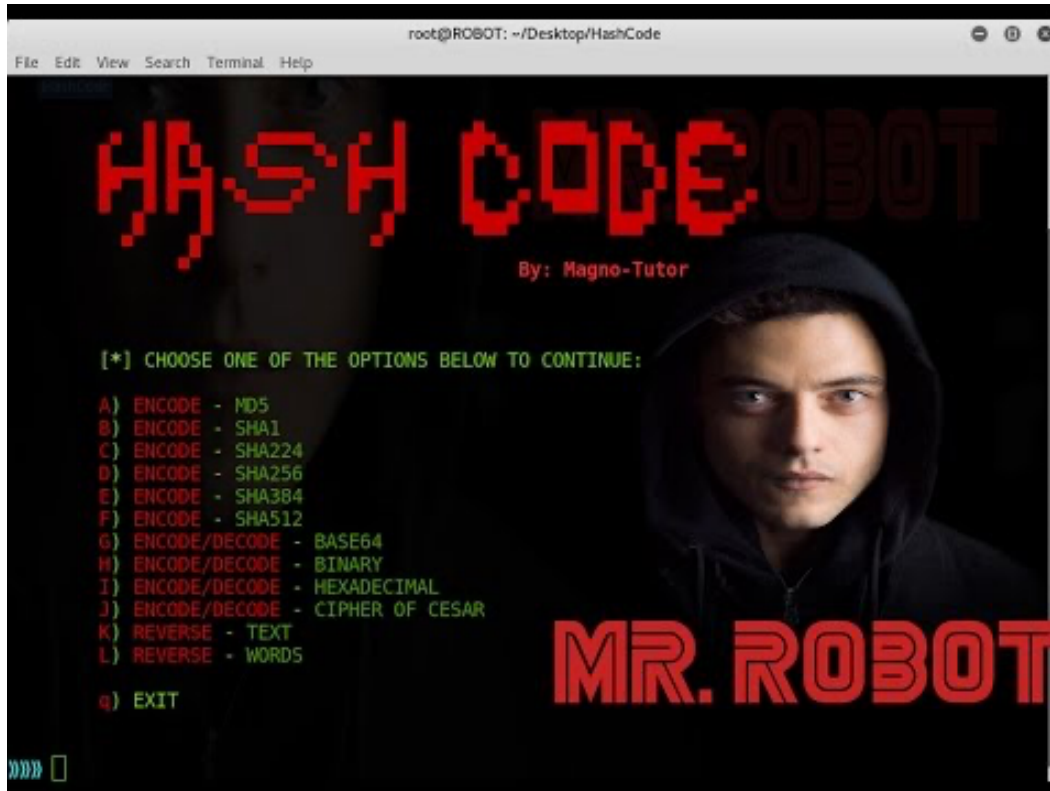 root@ROBOT: ~/Desktop/HashCode
File Edit View Search Terminal Help
HASH CODE
MR. ROBOT
By: Magno-Tutor
[*] CHOOSE ONE OF THE OPTIONS BELOW TO CONTINUE:
A) ENCODE - MD5
B) ENCODE - SHA1
C) ENCODE - SHA224
D) ENCODE - SHA256
E) ENCODE - SHA384
F) ENCODE - SHA512
G) ENCODE/DECODE - BASE64
H) ENCODE/DECODE - BINARY
I) ENCODE/DECODE - HEXADECIMAL
J) ENCODE/DECODE - CIPHER OF CESAR
K) REVERSE - TEXT
L) REVERSE - WORDS
MR. ROBOT
q) EXIT
»»»